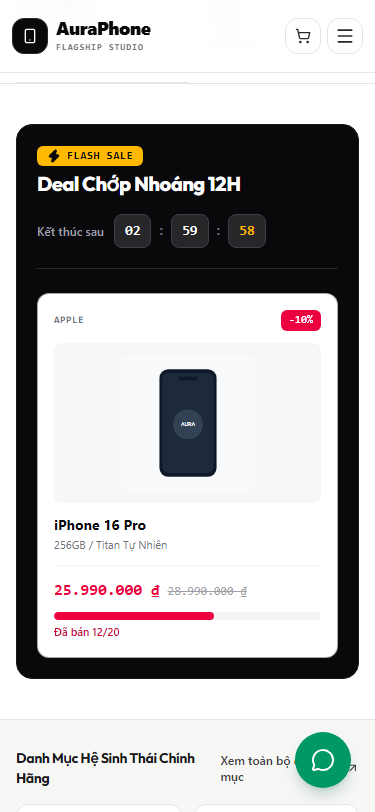 AuraPhone
FLAGSHIP STUDIO
FLASH SALE
Deal Chớp Nhoáng 12H
Kết thúc sau 02 : 59 : 58
APPLE
-10%
AURA
iPhone 16 Pro
256GB / Titan Tự Nhiên
25.990.000 ₫ 28.990.000 ₫
Đã bán 12/20
Danh Mục Hệ Sinh Thái Chính
Hãng
Xem toàn bộ
mục